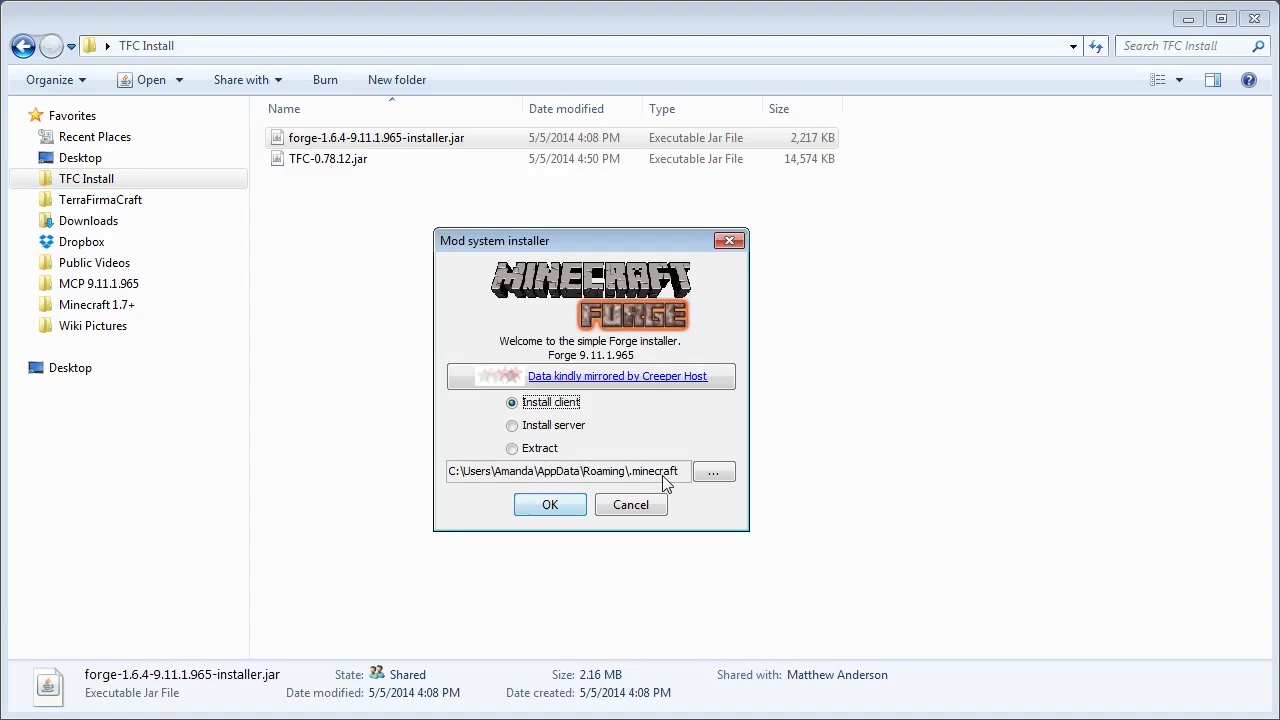 TFC Install
Search TFC Install
Organize Open Share with Burn New folder
Favorites
Recent Places
Desktop
TFC Install
TerraFirmaCraft
Downloads
Dropbox
Public Videos
MCP 9.11.1.965
Minecraft 1.7+
Wiki Pictures
Desktop
Name Date modified Type Size
forge-1.6.4-9.11.1.965-installer.jar 5/5/2014 4:08 PM Executable Jar File 2,217 KB
TFC-0.78.12.jar 5/5/2014 4:50 PM Executable Jar File 14,574 KB
Mod system installer
MINECRAFT
FORGE
Welcome to the simple Forge installer.
Forge 9.11.1.965
Data kindly mirrored by Creeper Host
Install client
Install server
Extract
C:\Users\Amanda\AppData\Roaming\.minecraft ...
OK Cancel
forge-1.6.4-9.11.1.965-installer.jar State: Shared Size: 2.16 MB Shared with: Matthew Anderson
Executable Jar File Date modified: 5/5/2014 4:08 PM Date created: 5/5/2014 4:08 PM